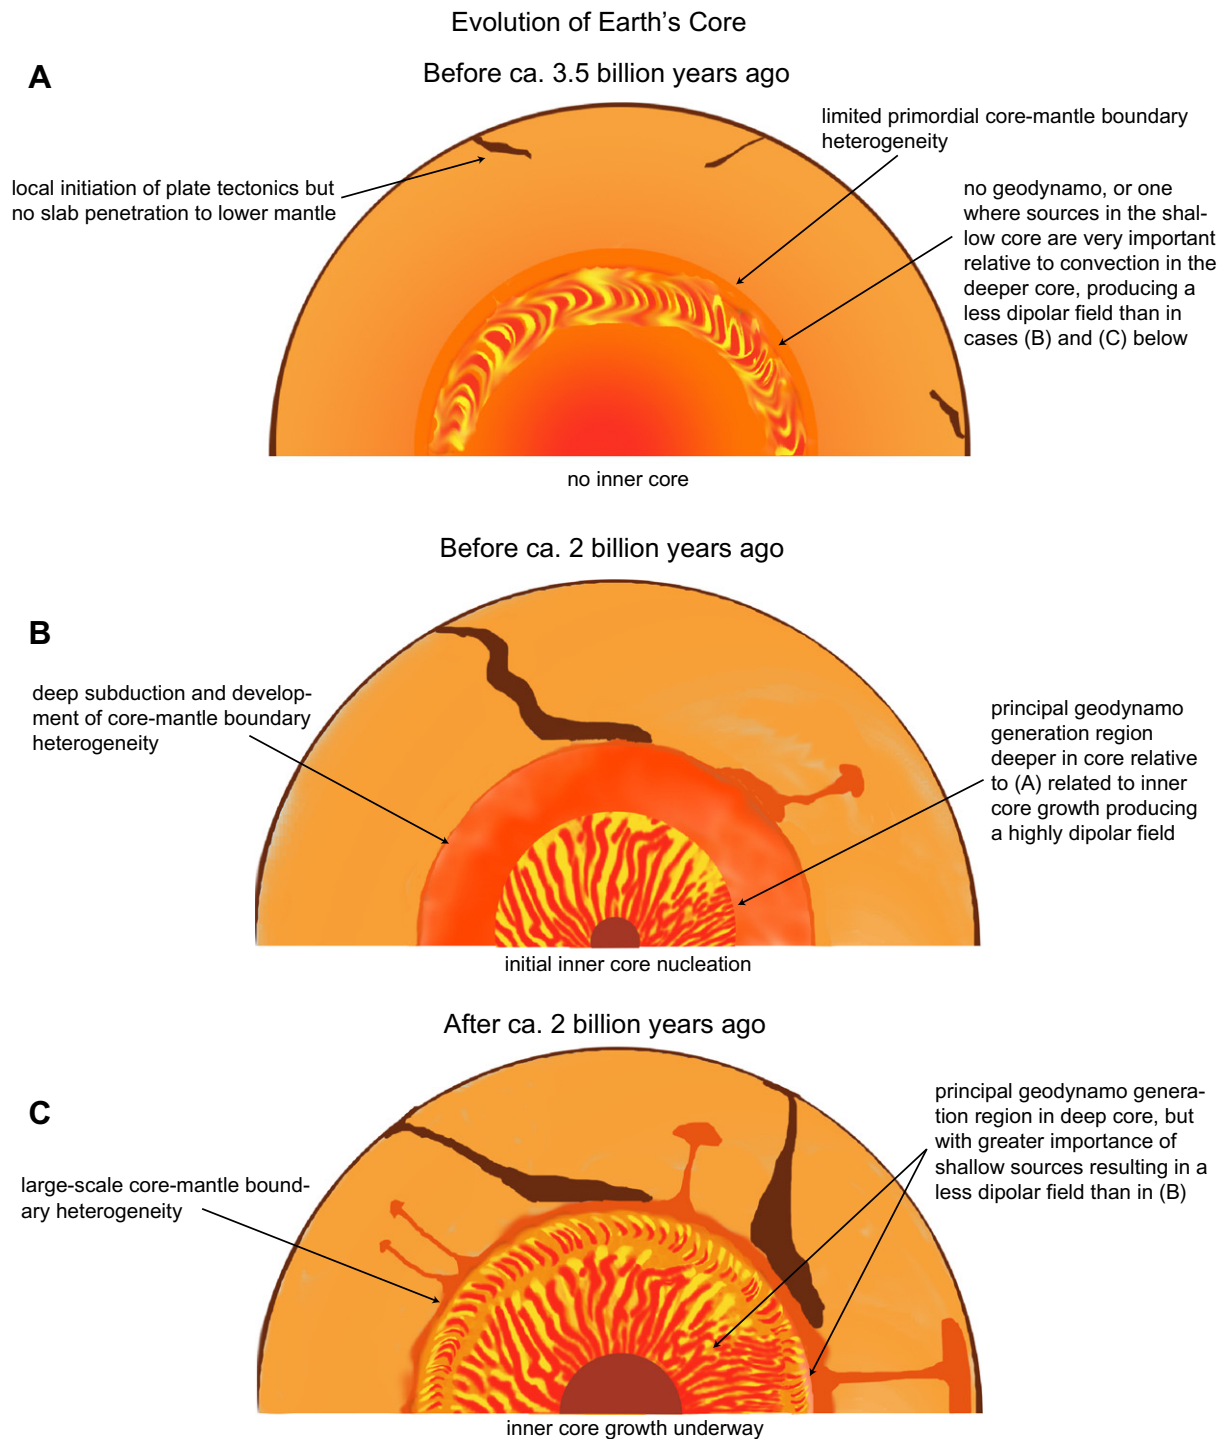 Evolution of Earth's Core
A
Before ca. 3.5 billion years ago
limited primordial core-mantle boundary
heterogeneity
local initiation of plate tectonics but
no slab penetration to lower mantle
no geodynamo, or one
where sources in the shal-
low core are very important
relative to convection in the
deeper core, producing a
less dipolar field than in
cases (B) and (C) below
no inner core
Before ca. 2 billion years ago
B
deep subduction and develop-
ment of core-mantle boundary
heterogeneity
principal geodynamo
generation region
deeper in core relative
to (A) related to inner
core growth producing
a highly dipolar field
initial inner core nucleation
After ca. 2 billion years ago
C
principal geodynamo genera-
tion region in deep core, but
with greater importance of
shallow sources resulting in a
less dipolar field than in (B)
large-scale core-mantle bound-
ary heterogeneity
inner core growth underway